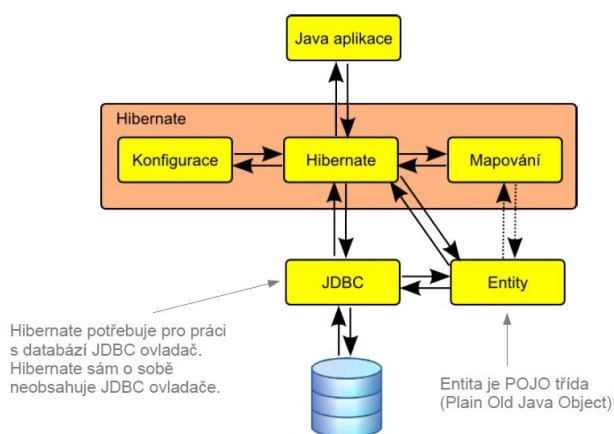 Java aplikace
Hibernate
Konfigurace
Hibernate
Mapování
JDBC
Entity
Hibernate potřebuje pro práci
s databází JDBC ovladač.
Hibernate sám o sobě
neobsahuje JDBC ovladače.
Entita je POJO třída
(Plain Old Java Object)